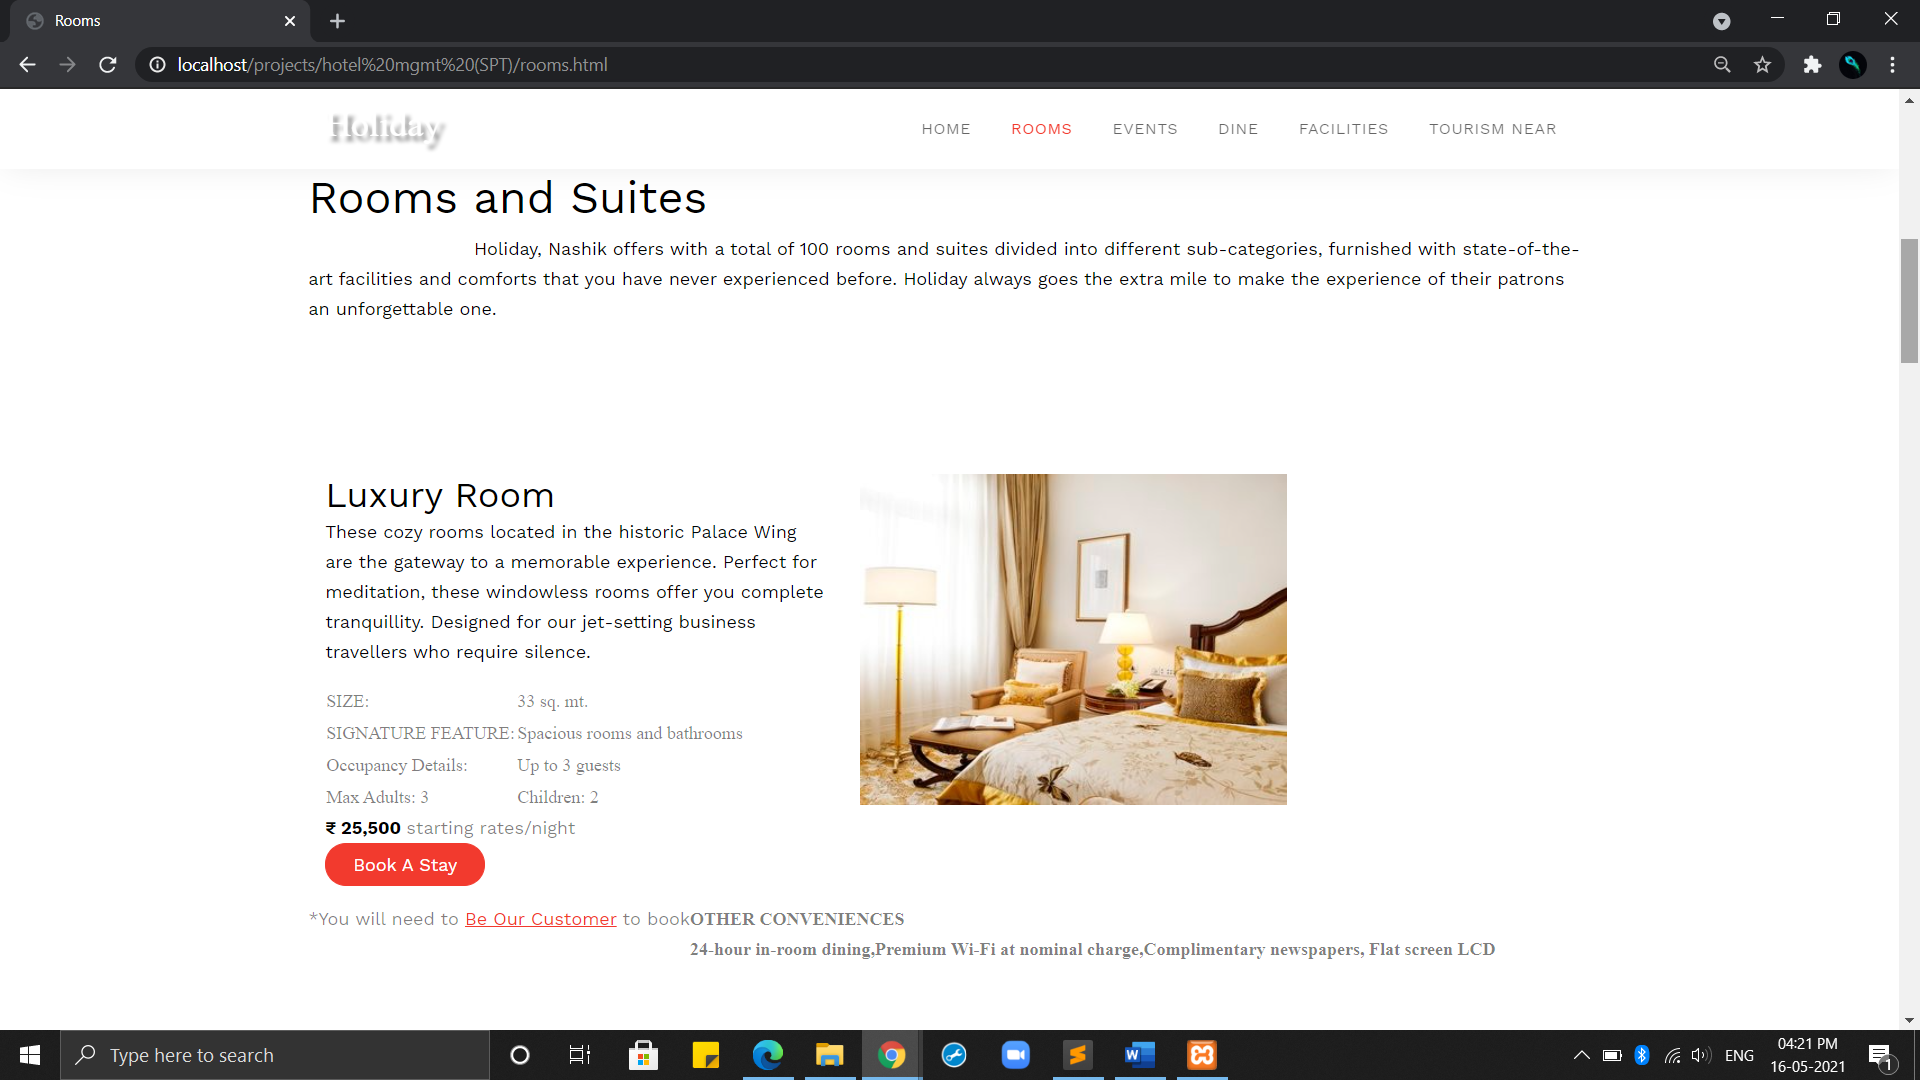 Rooms
localhost/projects/hotel%20mgmt%20(SPT)/rooms.html
Holiday
HOME ROOMS EVENTS DINE FACILITIES TOURISM NEAR
Rooms and Suites
Holiday, Nashik offers with a total of 100 rooms and suites divided into different sub-categories, furnished with state-of-the-
art facilities and comforts that you have never experienced before. Holiday always goes the extra mile to make the experience of their patrons
an unforgettable one.
Luxury Room
These cozy rooms located in the historic Palace Wing
are the gateway to a memorable experience. Perfect for
meditation, these windowless rooms offer you complete
tranquillity. Designed for our jet-setting business
travellers who require silence.
SIZE: 33 sq. mt.
SIGNATURE FEATURE: Spacious rooms and bathrooms
Occupancy Details: Up to 3 guests
Max Adults: 3 Children: 2
₹ 25,500 starting rates/night
Book A Stay
*You will need to Be Our Customer to bookOTHER CONVENIENCES
24-hour in-room dining,Premium Wi-Fi at nominal charge,Complimentary newspapers, Flat screen LCD
Type here to search
W
ENG
04:21 PM
16-05-2021
1